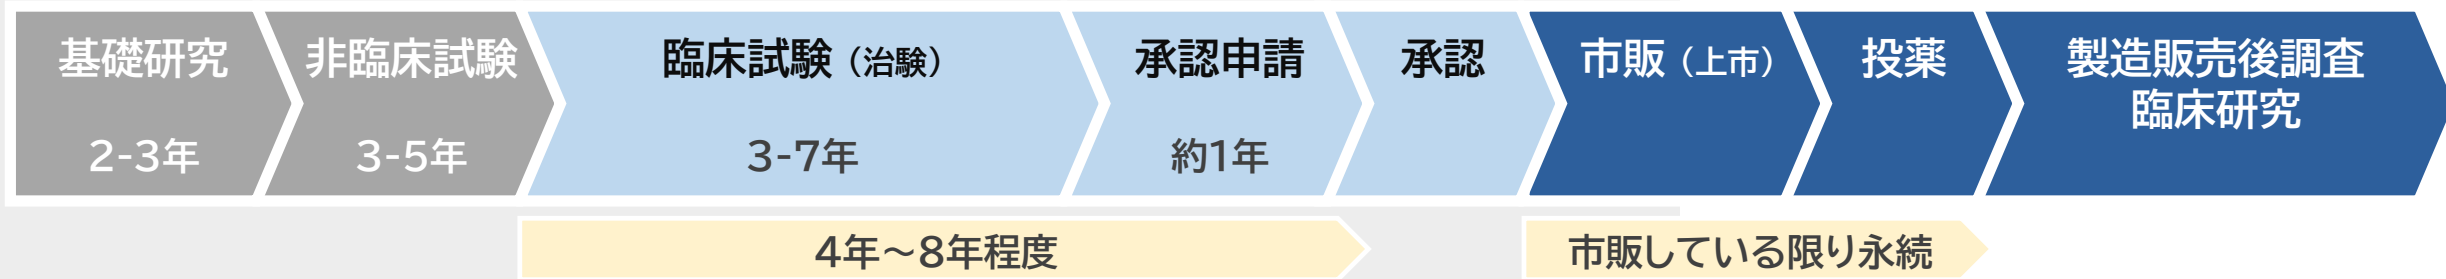 基礎研究
2-3年
非臨床試験
3-5年
臨床試験（治験）
3-7年
承認申請
約1年
承認
市販（上市）
投薬
製造販売後調査
臨床研究
4年～8年程度
市販している限り永続